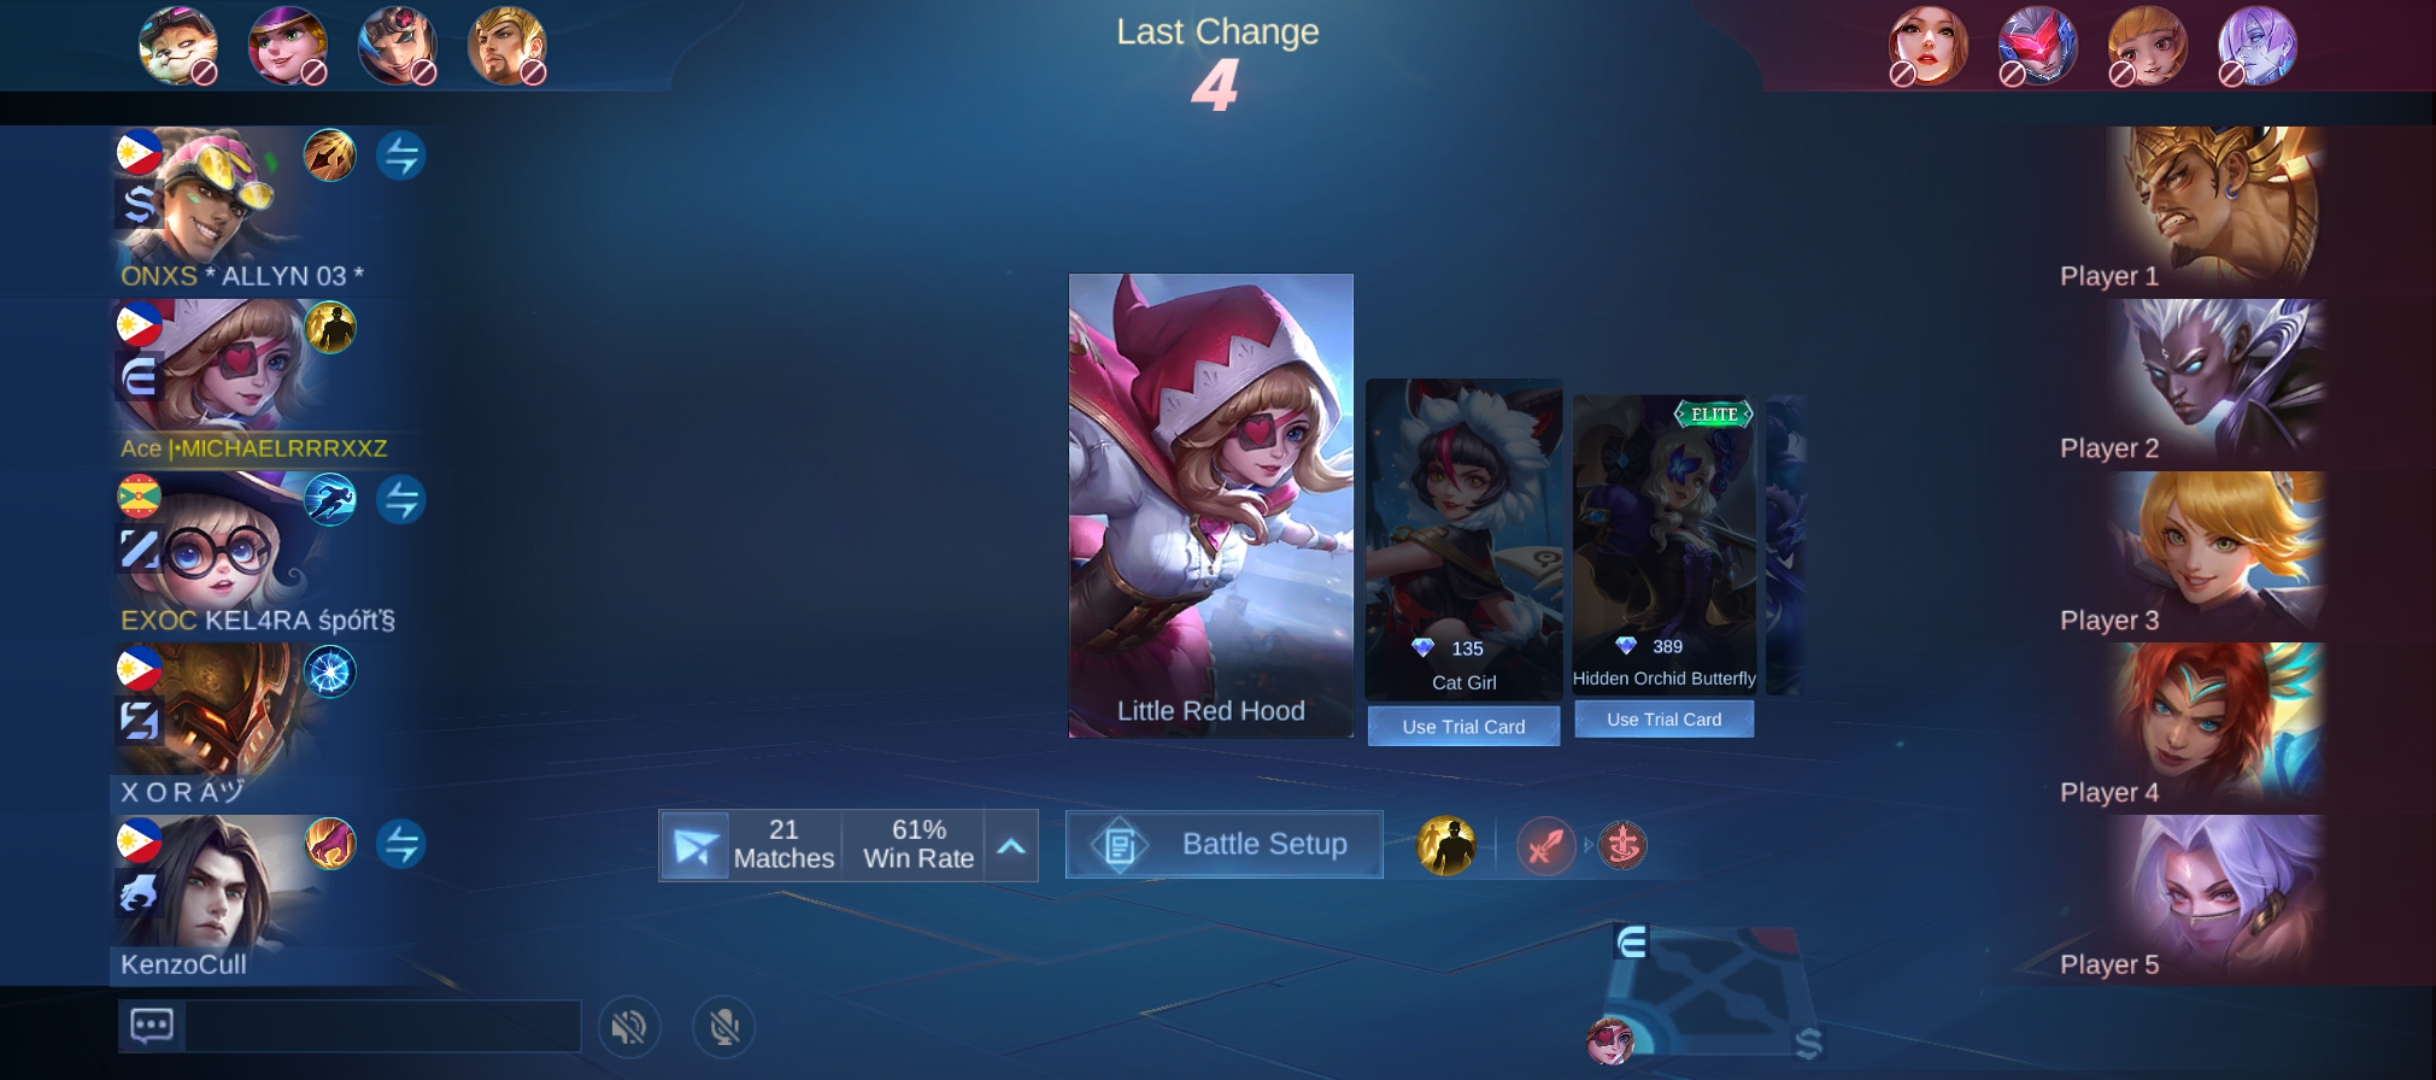 Last Change
4
ONXS * ALLYN 03 *
Ace |•MICHAELRRRXXZ
EXOC KEL4RA śpóřť§
X O R Aヅ
KenzoCull
Player 1
Player 2
Player 3
Player 4
Player 5
Little Red Hood
135
Cat Girl
Use Trial Card
ELITE
389
Hidden Orchid Butterfly
Use Trial Card
21
Matches
61%
Win Rate
Battle Setup